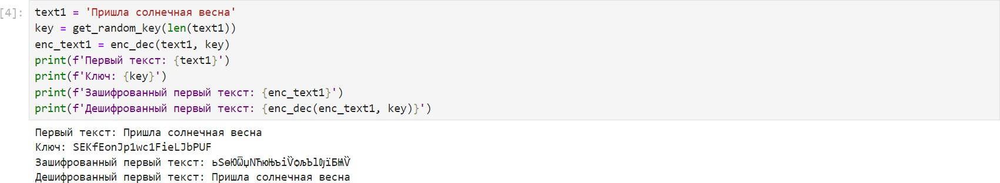 [4]: text1 = 'Пришла солнечная весна'
key = get_random_key(len(text1))
enc_text1 = enc_dec(text1, key)
print(f'Первый текст: {text1}')
print(f'Ключ: {key}')
print(f'Зашифрованный первый текст: {enc_text1}')
print(f'Дешифрованный первый текст: {enc_dec(enc_text1, key)}')
Первый текст: Пришла солнечная весна
Ключ: SEKfEonJp1wc1FieLJbPUF
Зашифрованный первый текст: ьЅѳЮѾџNЋюЊъіѶѻљЪlѸїБѨѶ
Дешифрованный первый текст: Пришла солнечная весна